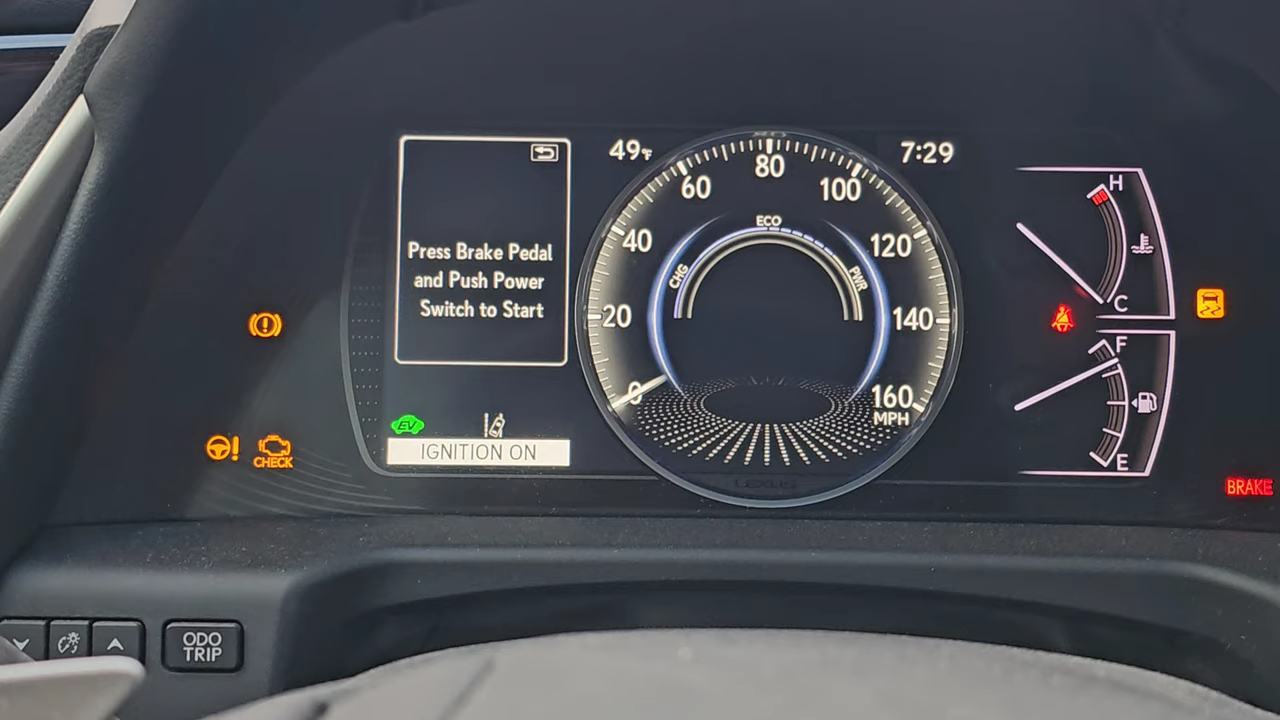 49°F
7:29
Press Brake Pedal
and Push Power
Switch to Start
0
20
40
60
80
100
120
140
160
MPH
CHG
ECO
PWR
H
C
F
E
EV
IGNITION ON
CHECK
BRAKE
LEXUS
ODO
TRIP